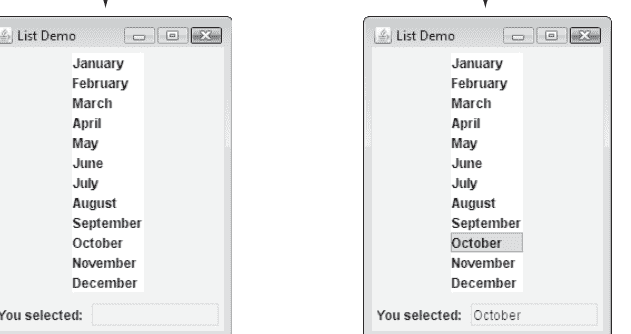 List Demo
January
February
March
April
May
June
July
August
September
October
November
December
You selected:
List Demo
January
February
March
April
May
June
July
August
September
October
November
December
You selected: October